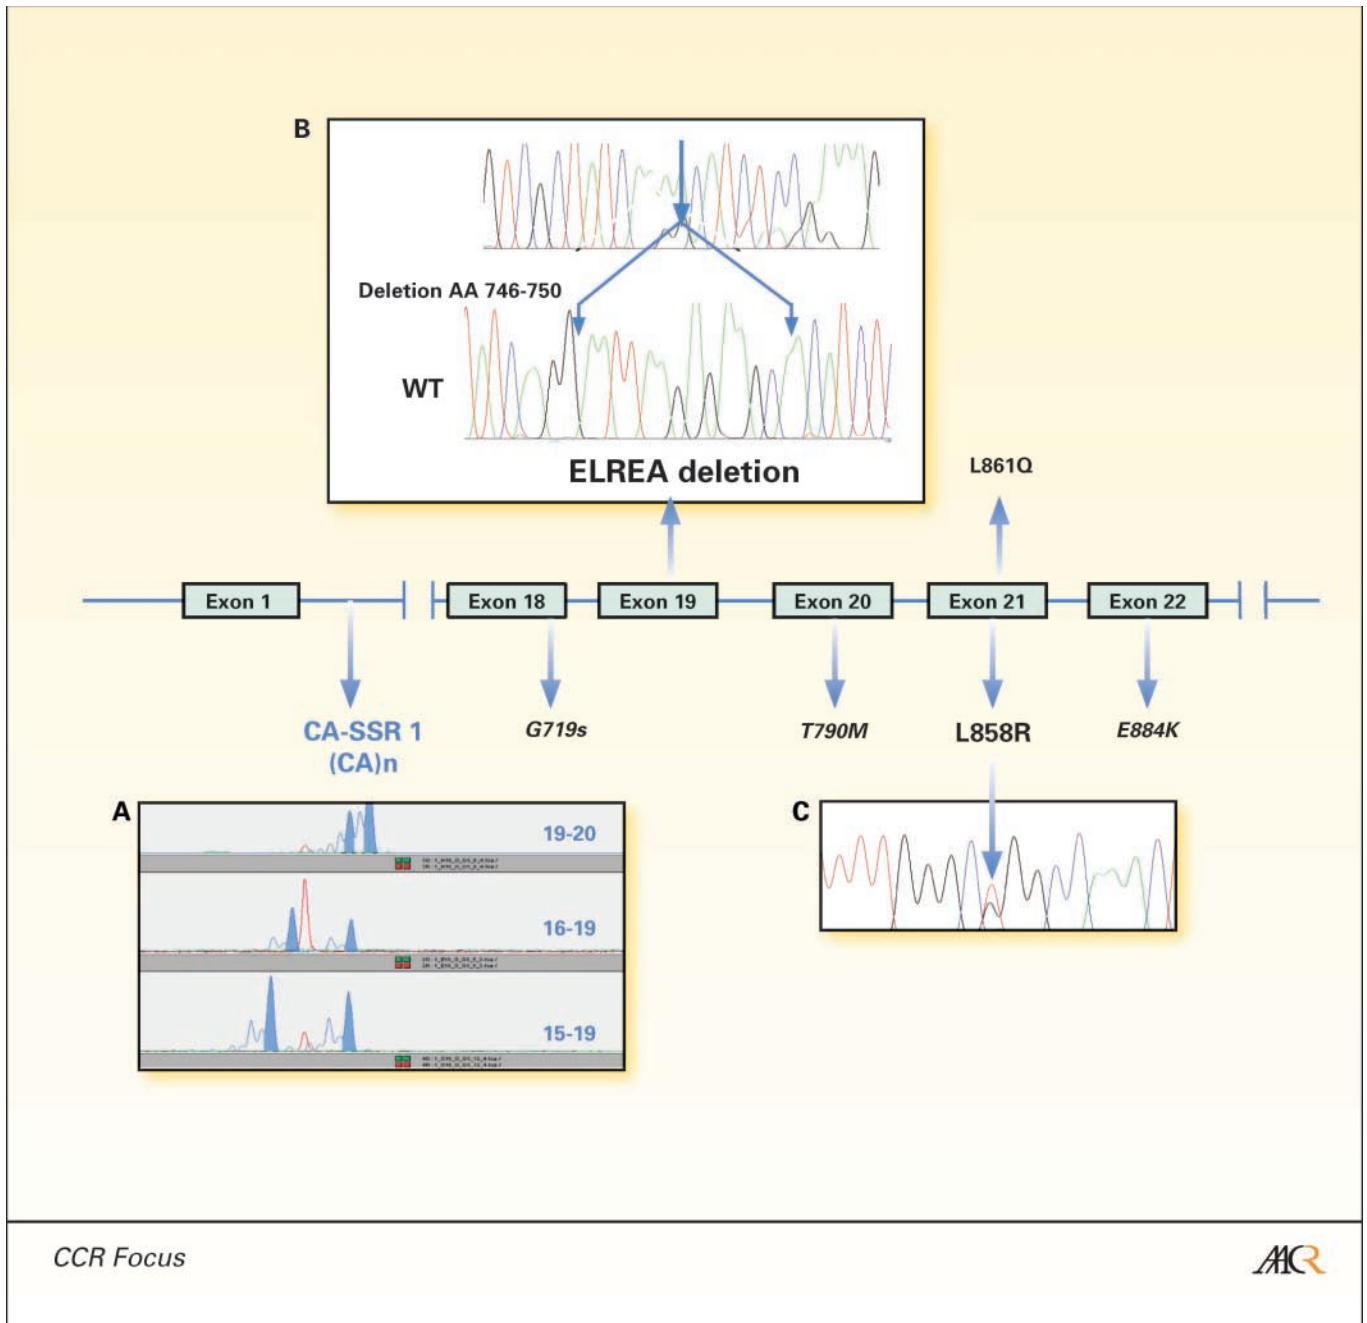 B
Deletion AA 746-750
WT
ELREA deletion
L861Q
Exon 1
Exon 18
Exon 19
Exon 20
Exon 21
Exon 22
CA-SSR 1
(CA)n
G719s
T790M
L858R
E884K
A
19-20
16-19
15-19
C
CCR Focus
AACR